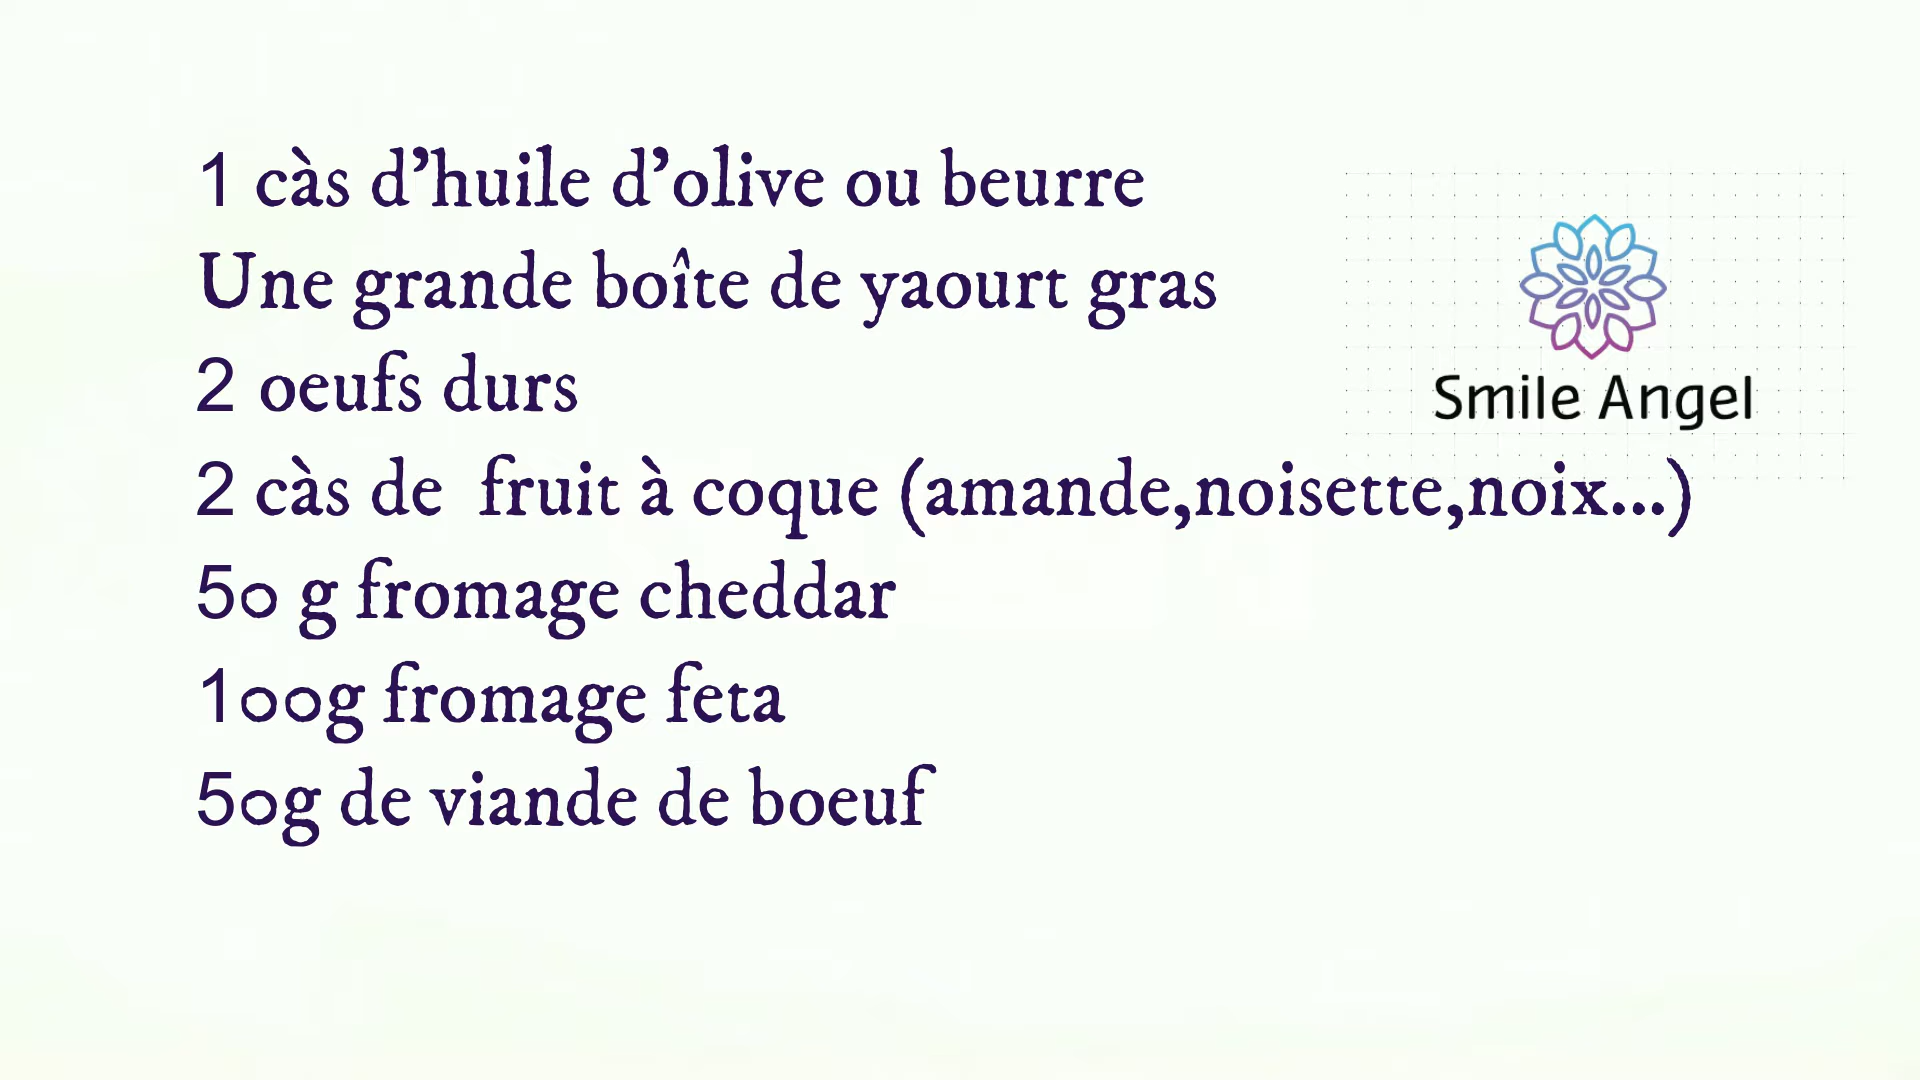 1 càs d’huile d’olive ou beurre
Une grande boîte de yaourt gras
2 oeufs durs
Smile Angel
2 càs de  fruit à coque (amande,noisette,noix...)
50 g fromage cheddar
100g fromage feta
50g de viande de boeuf